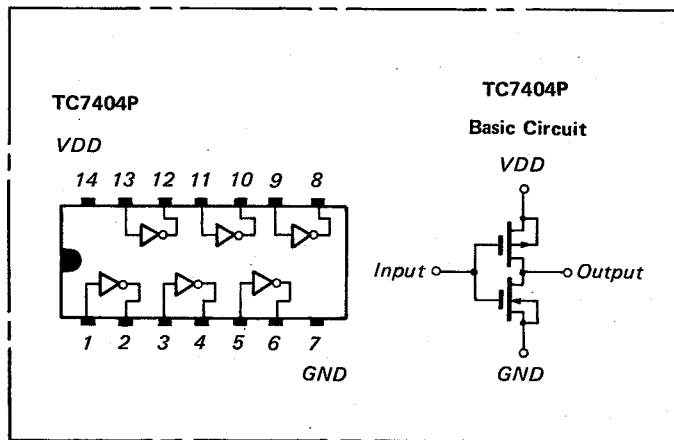 TC7404P
VDD
14 13 12 11 10 9 8
1 2 3 4 5 6 7
GND
TC7404P
Basic Circuit
VDD
Input
Output
GND